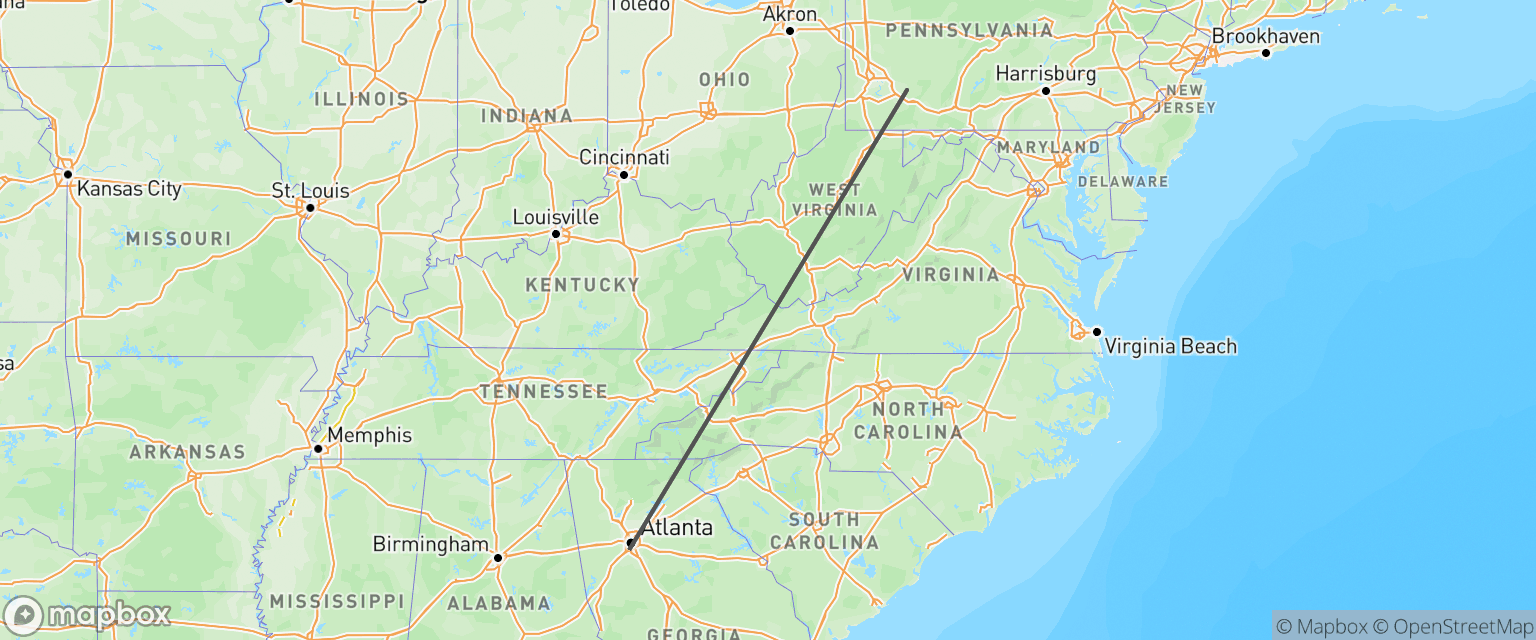 Toledo
Akron
PENNSYLVANIA
Brookhaven
Harrisburg
OHIO
NEW
JERSEY
ILLINOIS
INDIANA
MARYLAND
Cincinnati
DELAWARE
Kansas City
St. Louis
WEST
VIRGINIA
Louisville
MISSOURI
VIRGINIA
KENTUCKY
Virginia Beach
TENNESSEE
NORTH
CAROLINA
Memphis
ARKANSAS
SOUTH
CAROLINA
Atlanta
Birmingham
MISSISSIPPI
ALABAMA
GEORGIA
mapbox
© Mapbox © OpenStreetMap